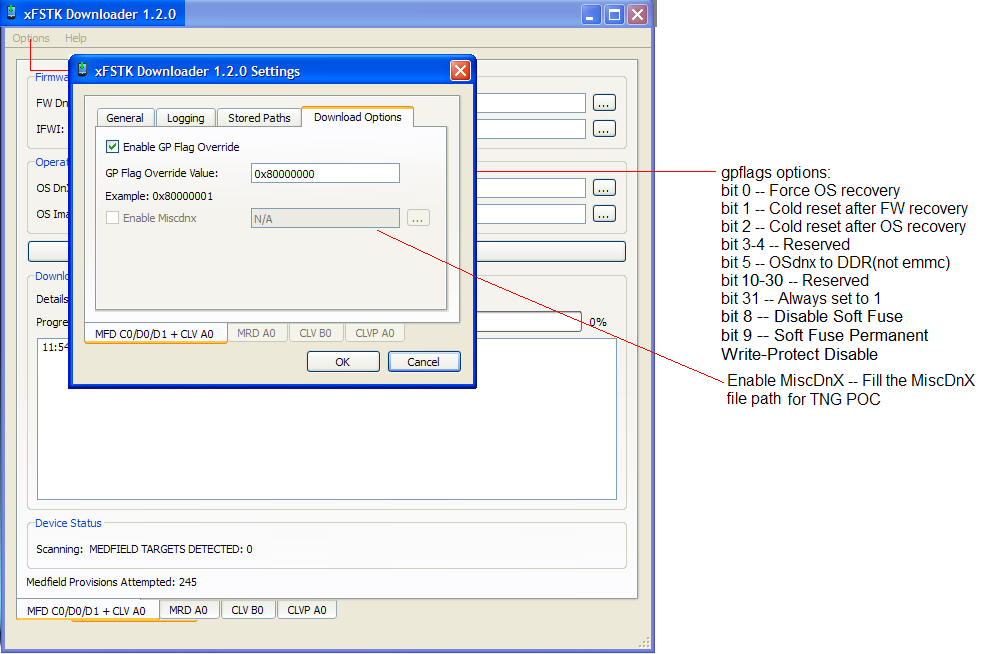 xFSTK Downloader 1.2.0
Options Help
xFSTK Downloader 1.2.0 Settings
Firmwa
FW Dn
...
IFWI:
...
Operat
OS DnX
...
OS Ima
...
Downlo
Details
Progre
0%
11:54
General Logging Stored Paths Download Options
Enable GP Flag Override
GP Flag Override Value: 0x80000000
Example: 0x80000001
Enable Miscdnx N/A ...
MFD C0/D0/D1 + CLV A0 MRD A0 CLV B0 CLVP A0
OK Cancel
Device Status
Scanning: MEDFIELD TARGETS DETECTED: 0
Medfield Provisions Attempted: 245
MFD C0/D0/D1 + CLV A0 MRD A0 CLV B0 CLVP A0
gpflags options:
bit 0 -- Force OS recovery
bit 1 -- Cold reset after FW recovery
bit 2 -- Cold reset after OS recovery
bit 3-4 -- Reserved
bit 5 -- OSdnx to DDR(not emmc)
bit 10-30 -- Reserved
bit 31 -- Always set to 1
bit 8 -- Disable Soft Fuse
bit 9 -- Soft Fuse Permanent
Write-Protect Disable
Enable MiscDnX -- Fill the MiscDnX
file path for TNG POC